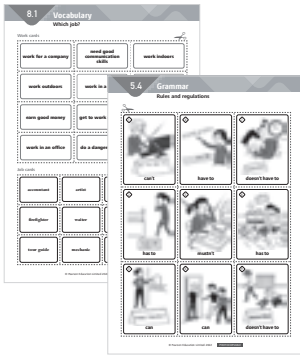 8.1 Vocabulary
Which job?
Work cards
work for a company
need good
communication
skills
work indoors
work outdoors
work in a
earn good money
get to work
work in an office
do a danger
Job cards
accountant
artist
firefighter
waiter
tour guide
mechanic
5.4 Grammar
Rules and regulations
can't
have to
doesn't have to
has to
mustn't
has to
can
can
doesn't have to